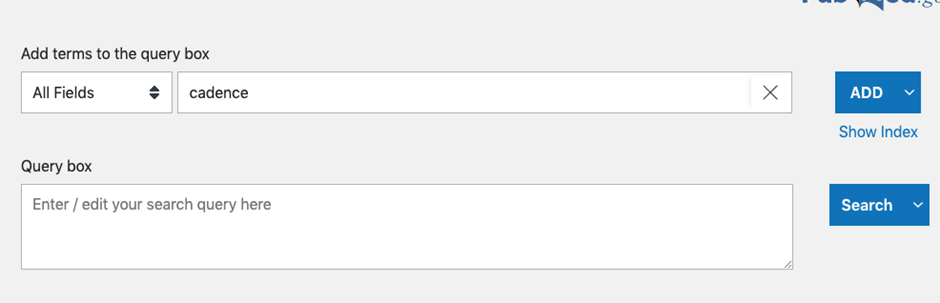 Add terms to the query box
All Fields
cadence
ADD
Show Index
Query box
Enter / edit your search query here
Search